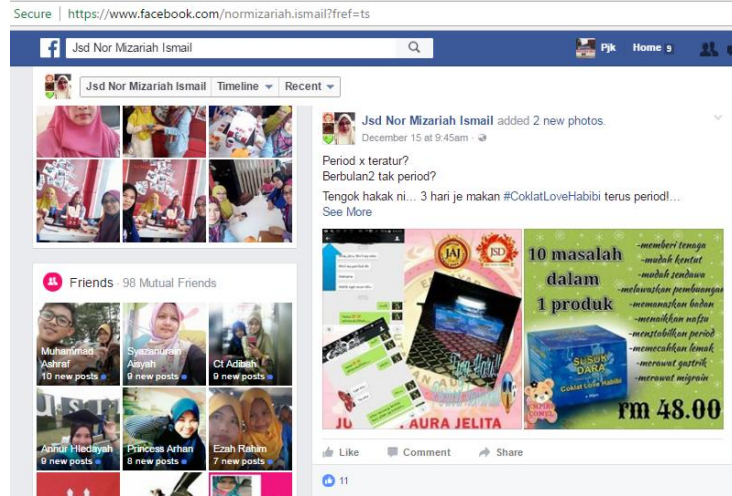 Secure | https://www.facebook.com/normizariah.ismail?fref=ts
Jsd Nor Mizariah Ismail
Pjk Home 9
Jsd Nor Mizariah Ismail Timeline Recent
Jsd Nor Mizariah Ismail added 2 new photos.
December 15 at 9:45am
Period x teratur?
Berbulan2 tak period?
Tengok hakak ni... 3 hari je makan #CoklatLoveHabibi terus period!...
See More
JAJ JSD
AURA JELITA
10 masalah
dalam
1 produk
-memberi tenaga
-mudah kentut
-mudah sendawa
-melawaskan pembuangan
-memanaskan badan
-menaikkan nafsu
-menstabilkan period
-memecahkan lemak
-merawat gastrik
-merawat migrain
SUSUK
DARA
Coklat Love Habibi
EMPIRE
COMEL
rm 48.00
Like Comment Share
11
Friends · 98 Mutual Friends
Muhammad
Ashraf
10 new posts
Syazanurain
Aisyah
9 new posts
Ct Adibah
9 new posts
Annur Hiedayah
9 new posts
Princess Arhan
8 new posts
Ezah Rahim
7 new posts